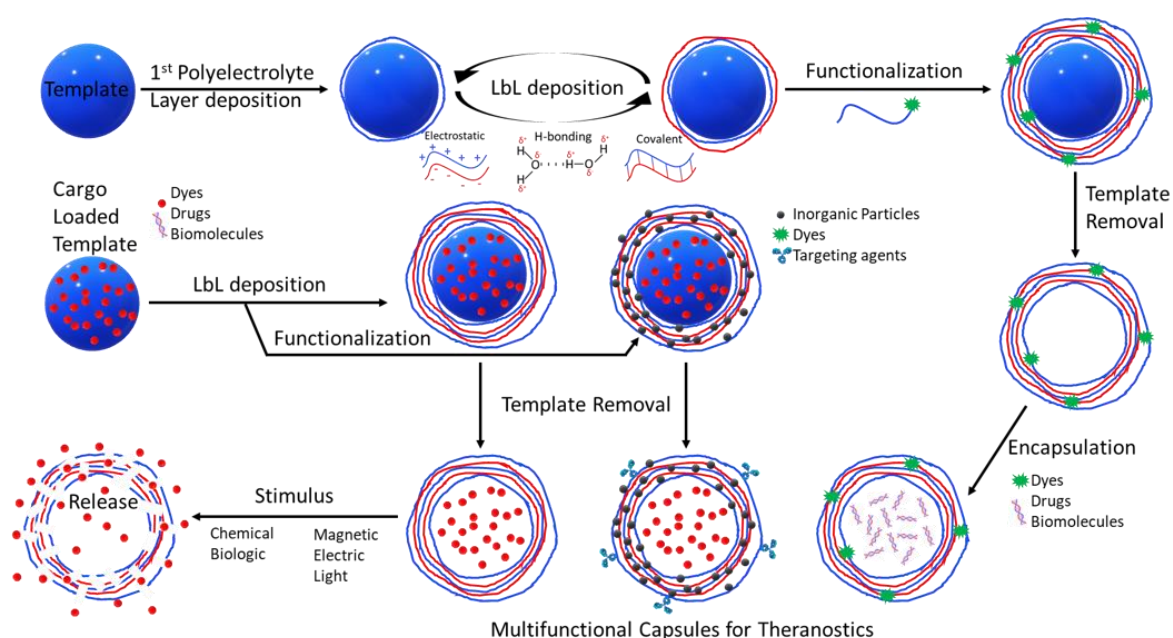 Template
1st Polyelectrolyte
Layer deposition
LbL deposition
Functionalization
Electrostatic
H-bonding
Covalent
+ + + + +
- - - - -
δ+
H
O
δ-
H
δ+
δ+
H
O
δ-
H
δ+
Template
Removal
Cargo
Loaded
Template
Dyes
Drugs
Biomolecules
LbL deposition
Functionalization
Inorganic Particles
Dyes
Targeting agents
Template Removal
Encapsulation
Dyes
Drugs
Biomolecules
Release
Stimulus
Chemical
Biologic
Magnetic
Electric
Light
Multifunctional Capsules for Theranostics